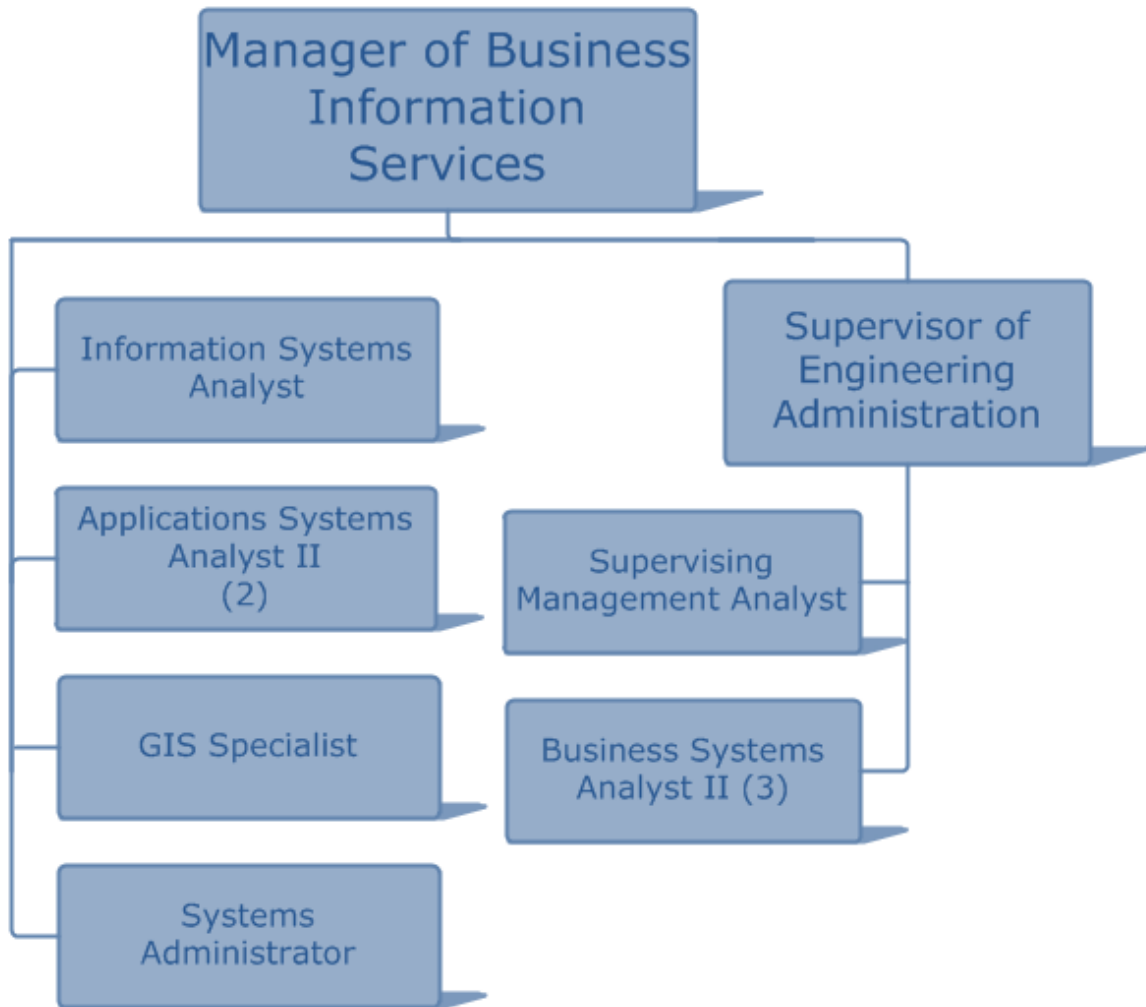 Manager of Business
Information
Services
Information Systems
Analyst
Applications Systems
Analyst II
(2)
GIS Specialist
Systems
Administrator
Supervisor of
Engineering
Administration
Supervising
Management Analyst
Business Systems
Analyst II (3)